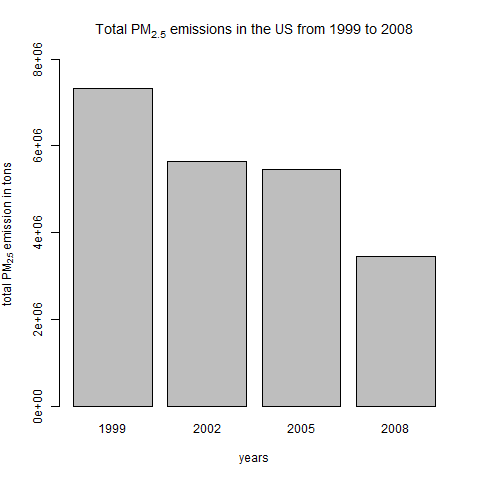 Total PM2.5 emissions in the US from 1999 to 2008
total PM2.5 emission in tons
8e+06
6e+06
4e+06
2e+06
0e+00
1999 2002 2005 2008
years